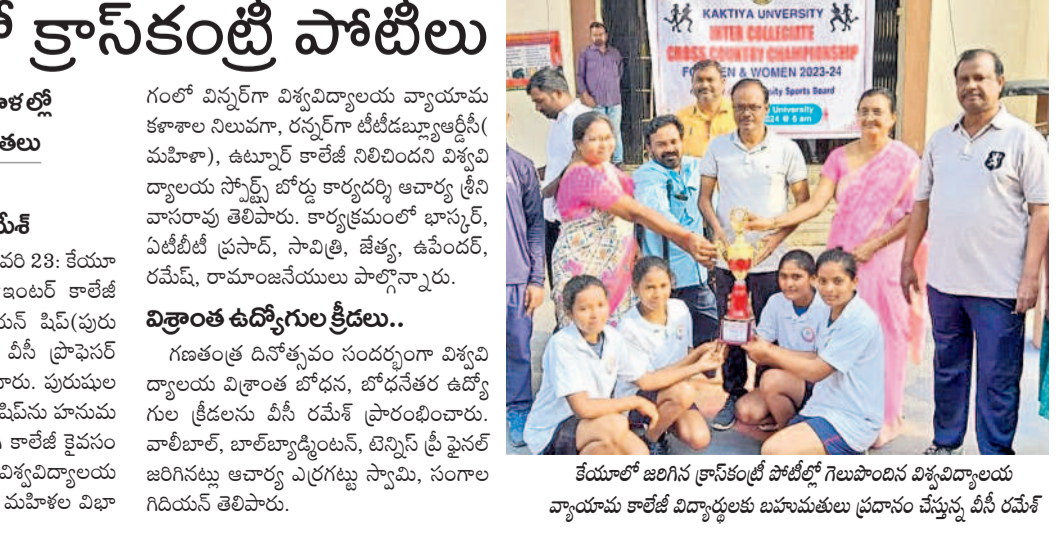 క్రాస్‌కంట్రీ పోటీలు
తలు
వరి 23: కేయూ
ఇంటర్ కాలేజీ
యన్ షిప్(పురు
వీసీ ప్రొఫెసర్
చారు. పురుషుల
షిప్‌ను హనుమ
కాలేజీ కైవసం
విశ్వవిద్యాలయ
మహిళల విభా
గంలో విన్నర్‌గా విశ్వవిద్యాలయ వ్యాయామ
కళాశాల నిలువగా, రన్నర్‌గా టీటీడబ్ల్యూఆర్డీసీ(
మహిళా), ఉట్నూర్ కాలేజీ నిలిచిందని విశ్వవి
ద్యాలయ స్పోర్ట్స్ బోర్డు కార్యదర్శి ఆచార్య శ్రీని
వాసరావు తెలిపారు. కార్యక్రమంలో భాస్కర్,
ఏటీబీటీ ప్రసాద్, సావిత్రి, జేత్య, ఉపేందర్,
రమేష్, రామాంజనేయులు పాల్గొన్నారు.
విశ్రాంత ఉద్యోగుల క్రీడలు..
గణతంత్ర దినోత్సవం సందర్భంగా విశ్వవి
ద్యాలయ విశ్రాంత బోధన, బోధనేతర ఉద్యో
గుల క్రీడలను వీసీ రమేశ్ ప్రారంభించారు.
వాలీబాల్, బాల్‌బ్యాడ్మింటన్, టెన్నిస్ ప్రీ ఫైనల్
జరిగినట్లు ఆచార్య ఎర్రగట్టు స్వామి, సంగాల
గిదియన్ తెలిపారు.
KAKTIYA UNVERSITY
INTER COLLEGIATE
CROSS COUNTRY CHAMPIONSHIP
& WOMEN 2023-24
Sports Board
University
@ 6 am
కేయూలో జరిగిన క్రాస్‌కంట్రీ పోటీల్లో గెలుపొందిన విశ్వవిద్యాలయ
వ్యాయామ కాలేజీ విద్యార్థులకు బహుమతులు ప్రదానం చేస్తున్న వీసీ రమేశ్